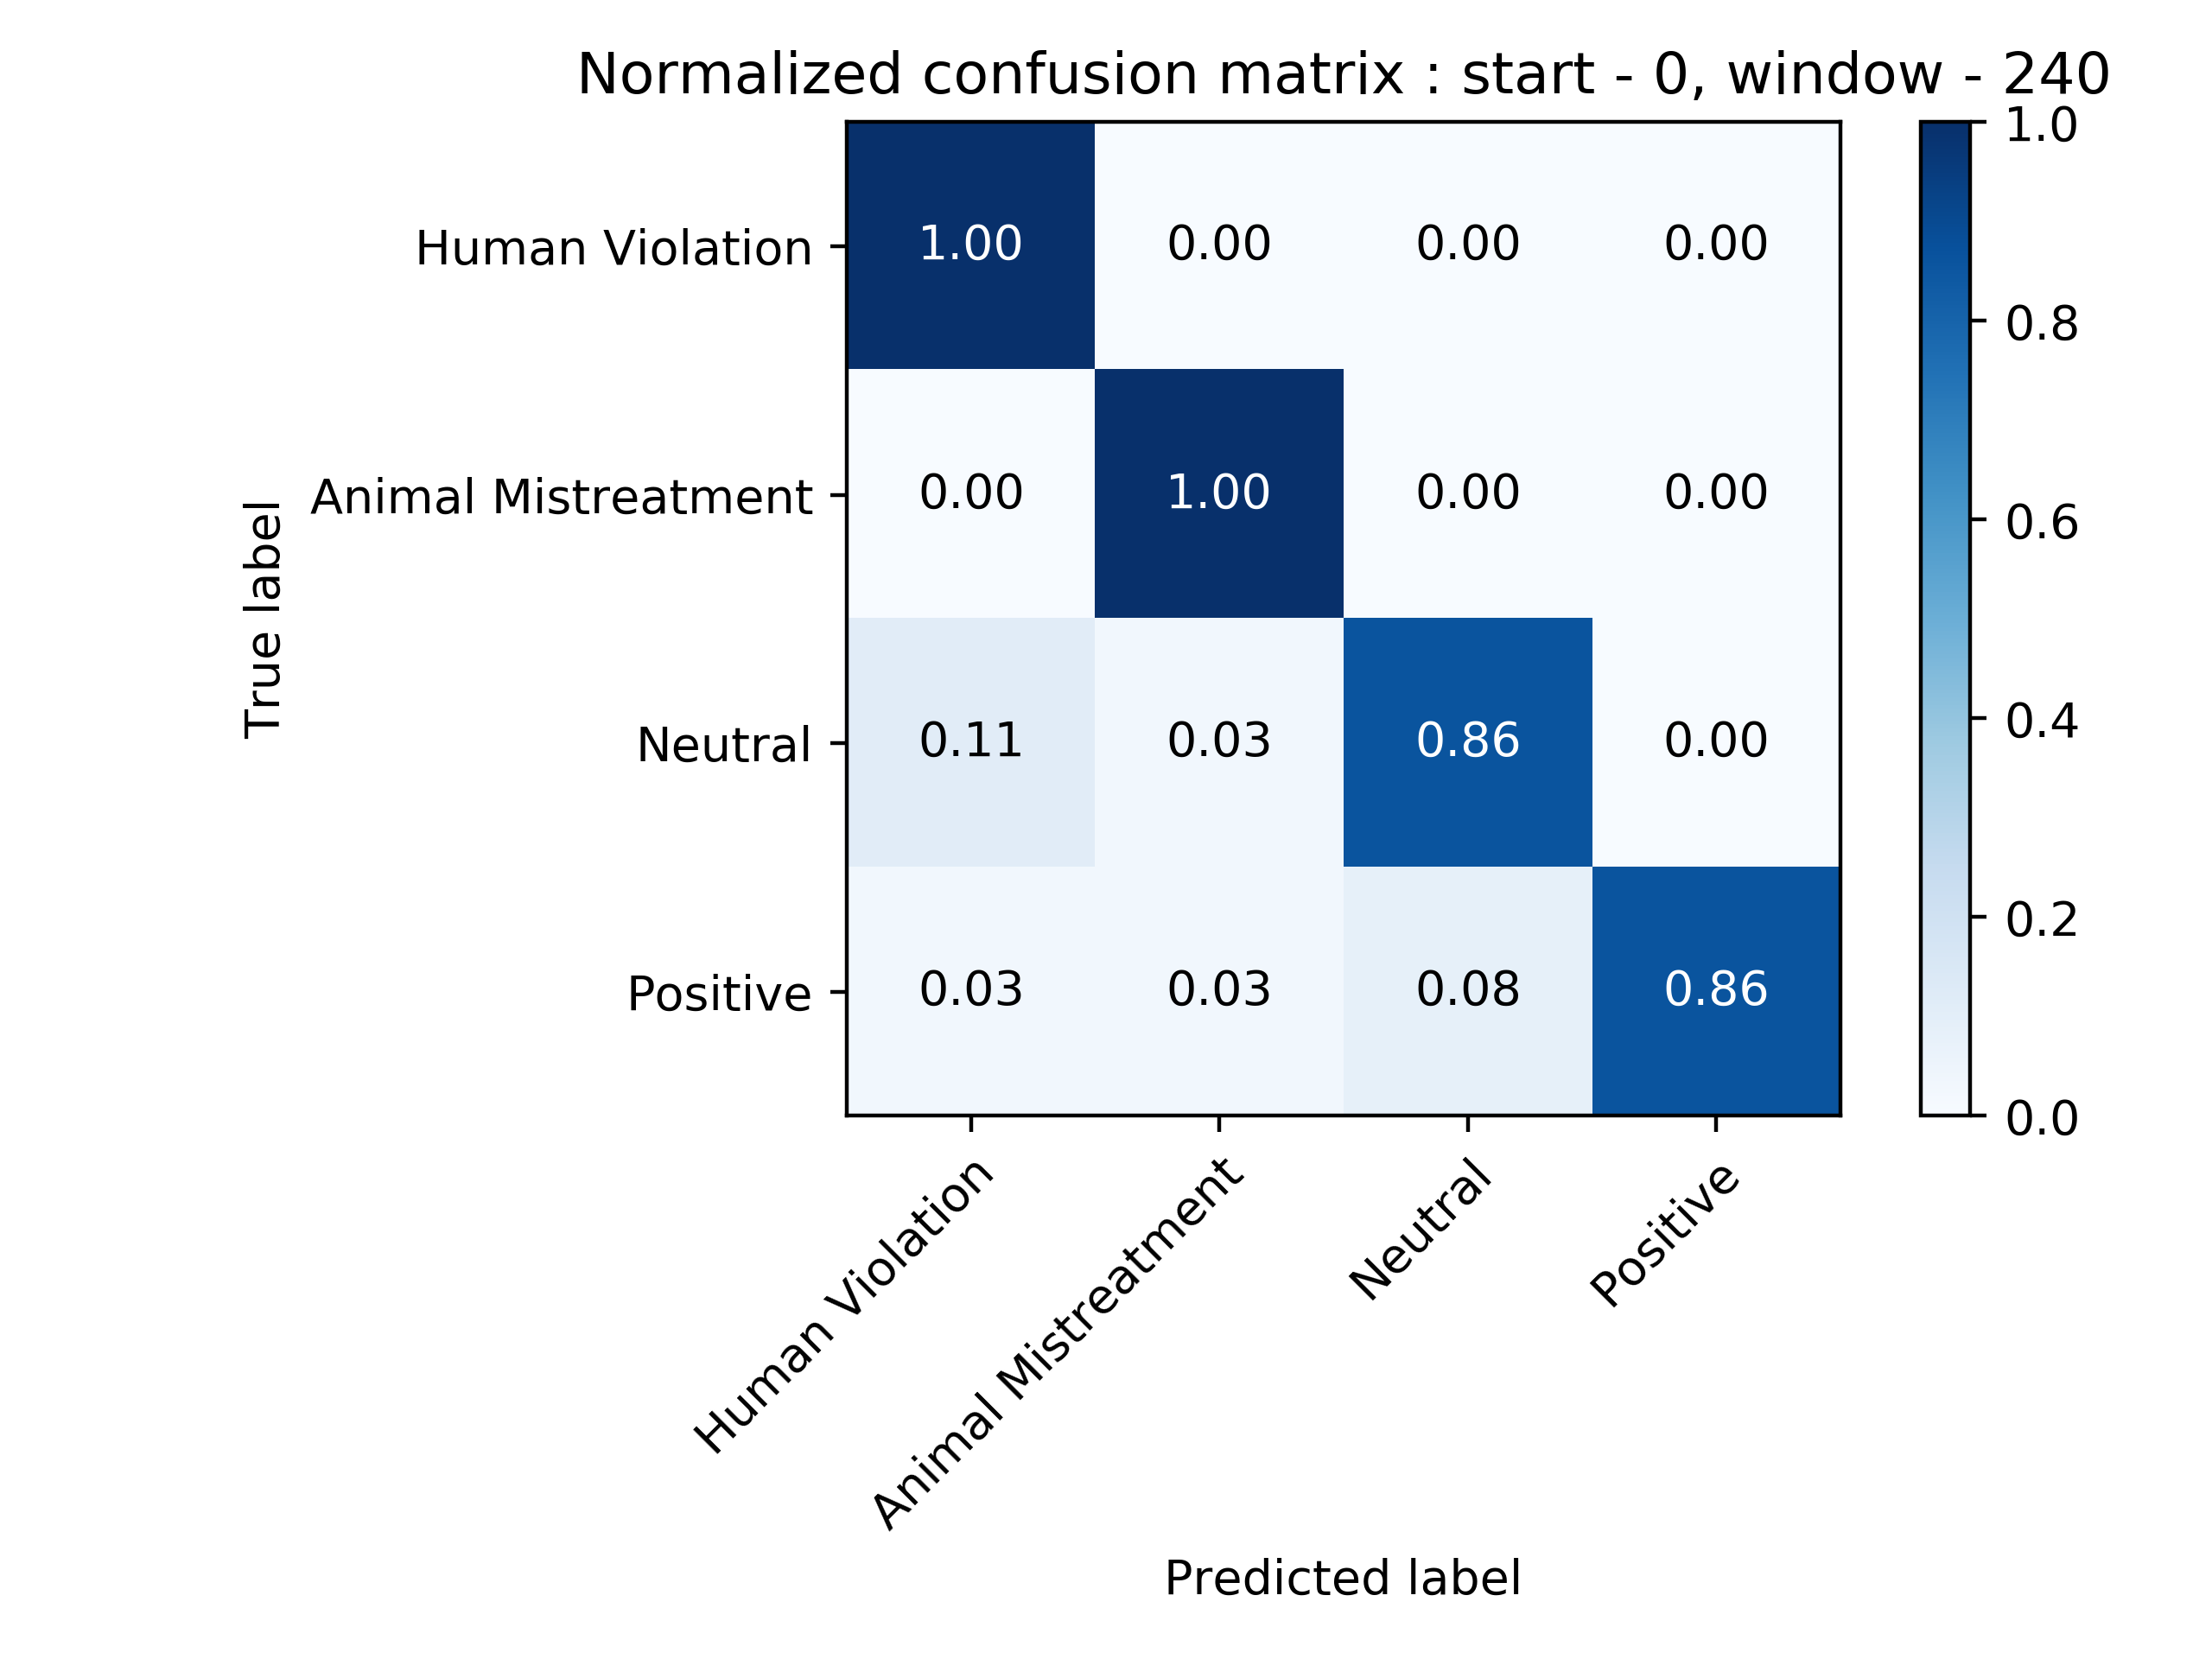 Normalized confusion matrix : start - 0, window - 240
Human Violation 1.00 0.00 0.00 0.00
Animal Mistreatment 0.00 1.00 0.00 0.00
Neutral 0.11 0.03 0.86 0.00
Positive 0.03 0.03 0.08 0.86
True label
Human Violation
Animal Mistreatment
Neutral
Positive
Predicted label
1.0
0.8
0.6
0.4
0.2
0.0